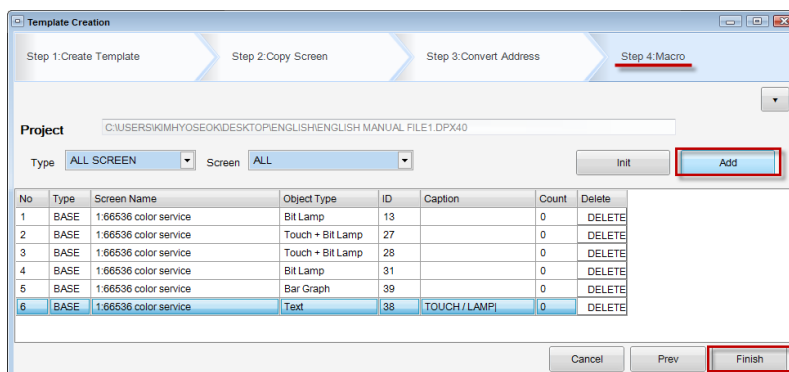 Template Creation
Step 1:Create Template Step 2:Copy Screen Step 3:Convert Address Step 4:Macro
Project C:\USERS\KIMHYOSEOK\DESKTOP\ENGLISH\ENGLISH MANUAL FILE1.DPX40
Type ALL SCREEN Screen ALL Init Add
No Type Screen Name Object Type ID Caption Count Delete
1 BASE 1:66536 color service Bit Lamp 13 0 DELETE
2 BASE 1:66536 color service Touch + Bit Lamp 27 0 DELETE
3 BASE 1:66536 color service Touch + Bit Lamp 28 0 DELETE
4 BASE 1:66536 color service Bit Lamp 31 0 DELETE
5 BASE 1:66536 color service Bar Graph 39 0 DELETE
6 BASE 1:66536 color service Text 38 TOUCH / LAMP| 0 DELETE
Cancel Prev Finish